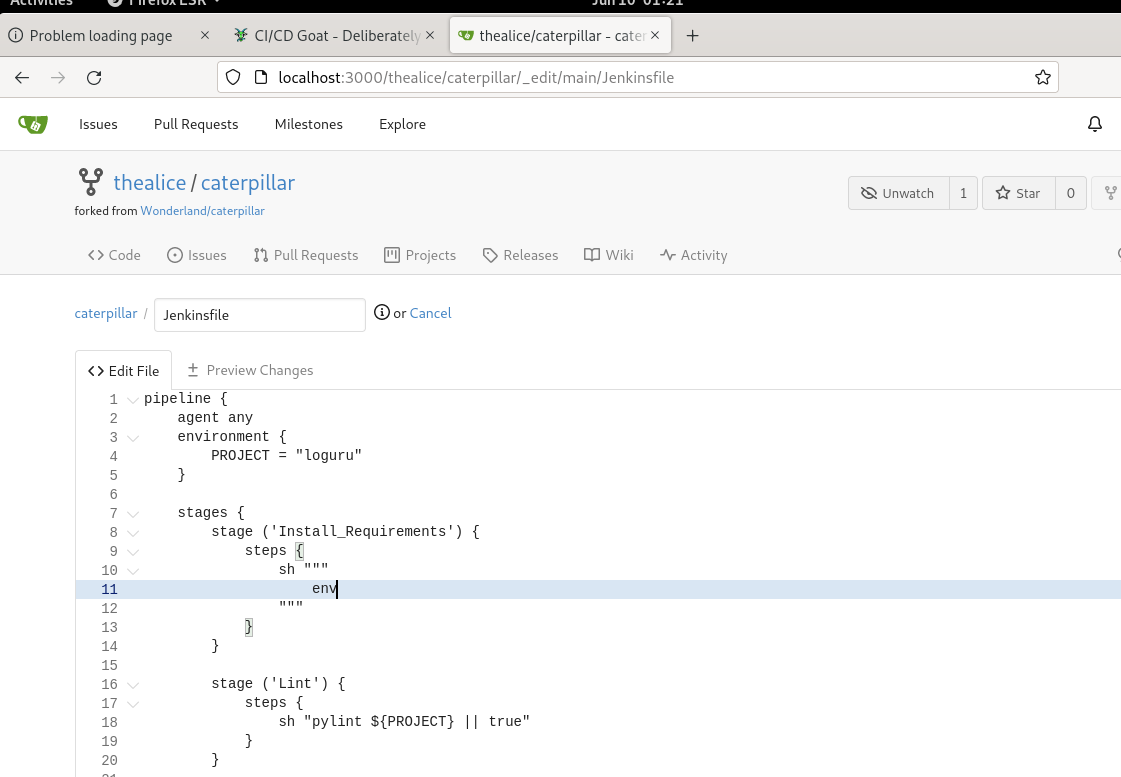 Activities Firefox ESR Jun 10 01:21
Problem loading page × CI/CD Goat - Deliberately × thealice/caterpillar - cater × +
localhost:3000/thealice/caterpillar/_edit/main/Jenkinsfile
Issues Pull Requests Milestones Explore
thealice / caterpillar
forked from Wonderland/caterpillar
Unwatch 1 Star 0
Code Issues Pull Requests Projects Releases Wiki Activity
caterpillar / Jenkinsfile or Cancel
Edit File Preview Changes
1 pipeline {
2     agent any
3     environment {
4         PROJECT = "loguru"
5     }
6
7     stages {
8         stage ('Install_Requirements') {
9             steps {
10                 sh """
11                     env
12                 """
13             }
14         }
15
16         stage ('Lint') {
17             steps {
18                 sh "pylint ${PROJECT} || true"
19             }
20         }